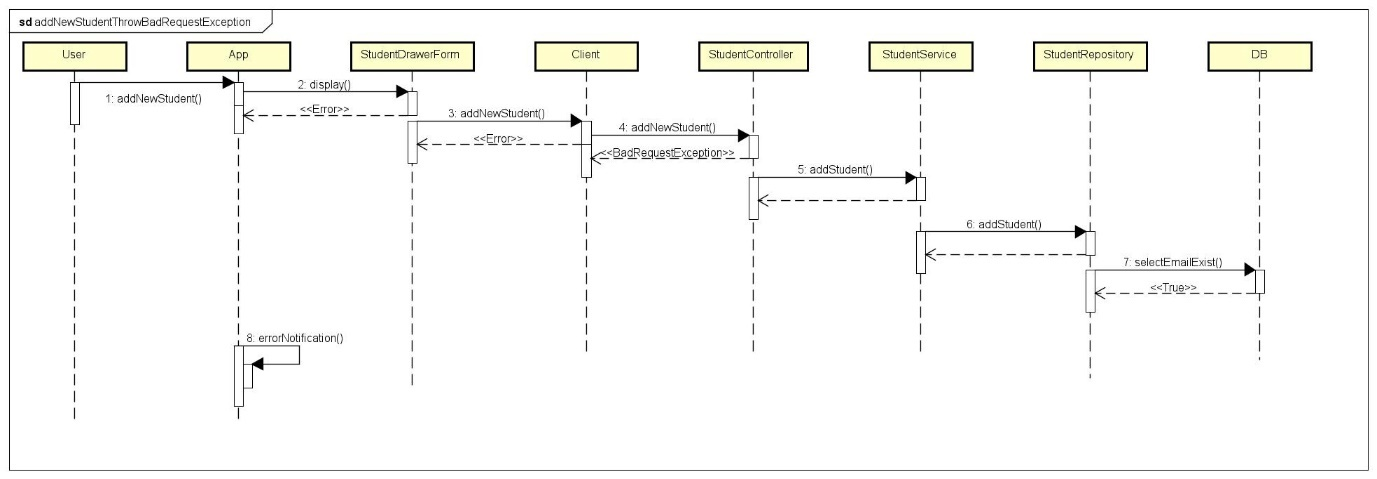 sd addNewStudentThrowBadRequestException
User App StudentDrawerForm Client StudentController StudentService StudentRepository DB
1: addNewStudent()
2: display()
<<Error>>
3: addNewStudent()
<<Error>>
4: addNewStudent()
<<BadRequestException>>
5: addStudent()
6: addStudent()
7: selectEmailExist()
<<True>>
8: errorNotification()